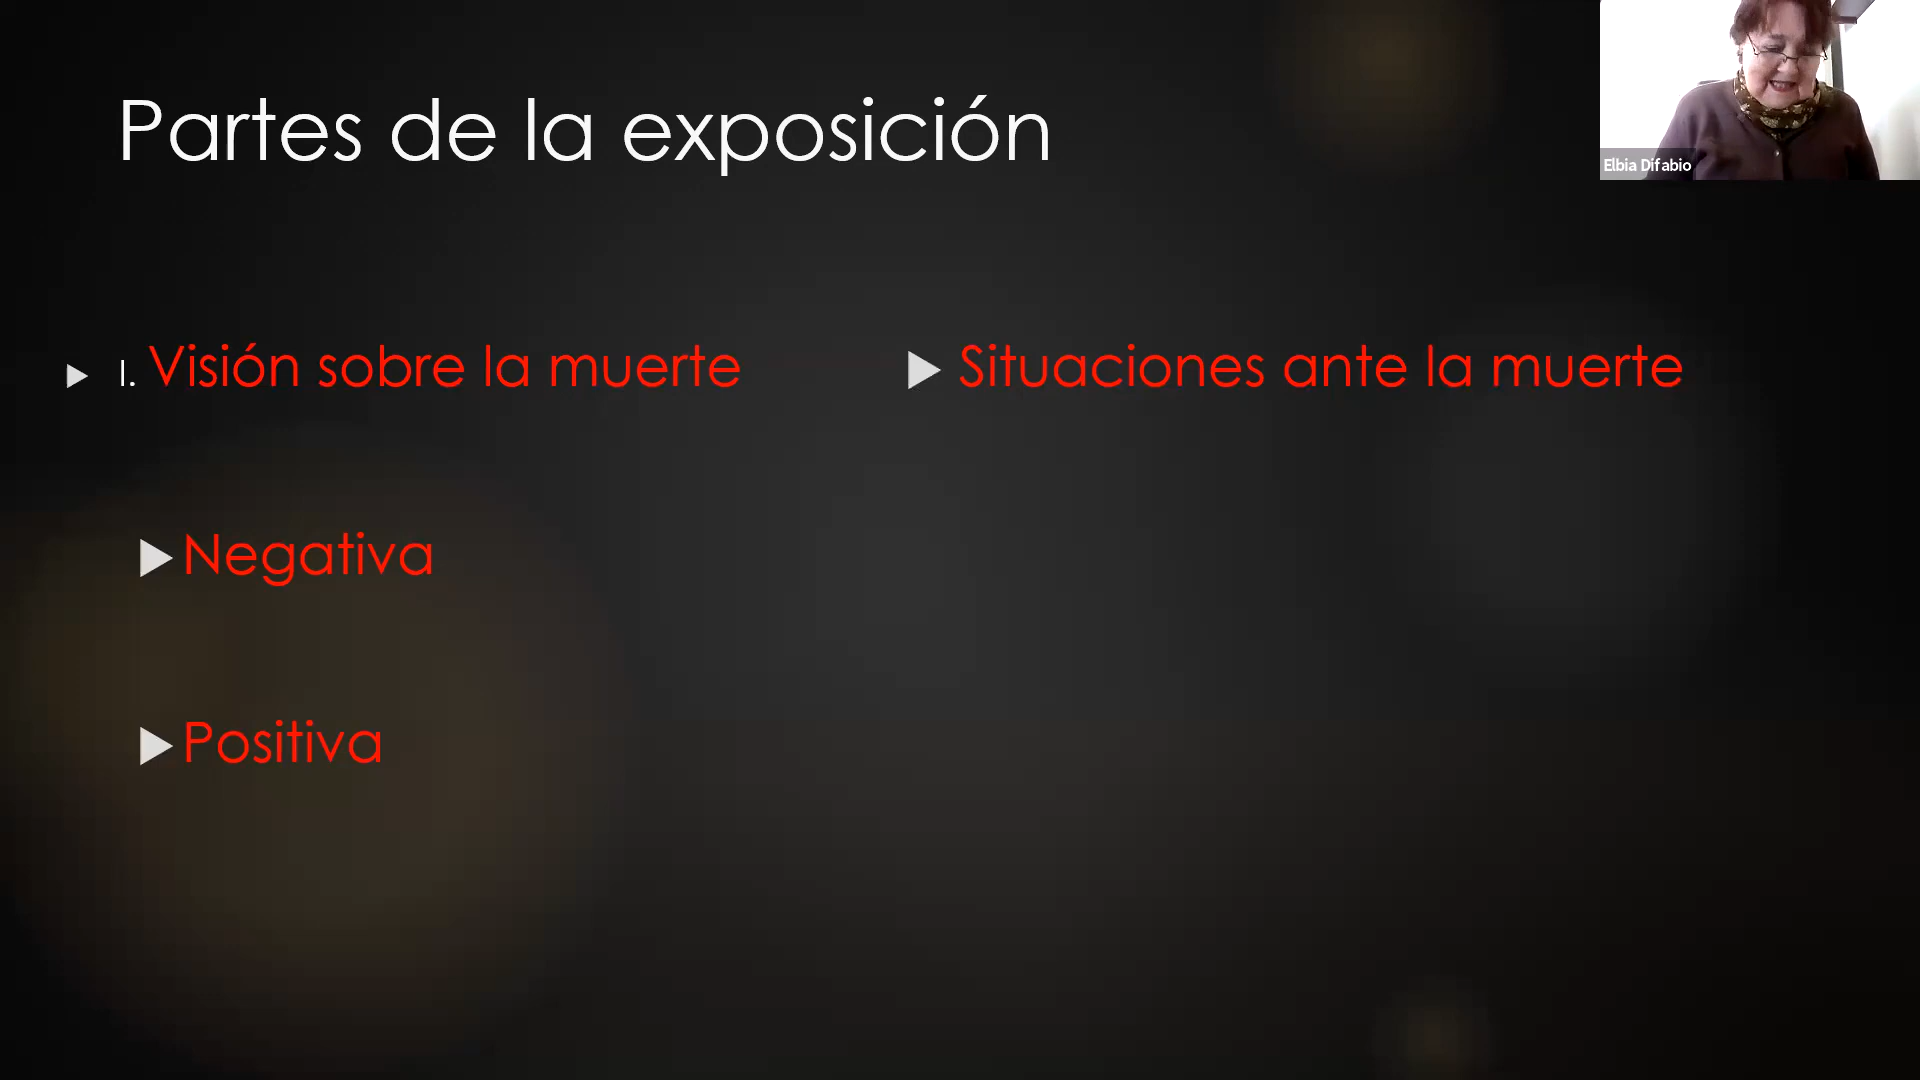 Partes de la exposición
Elbia Difabio
I. Visión sobre la muerte
Negativa
Positiva
Situaciones ante la muerte